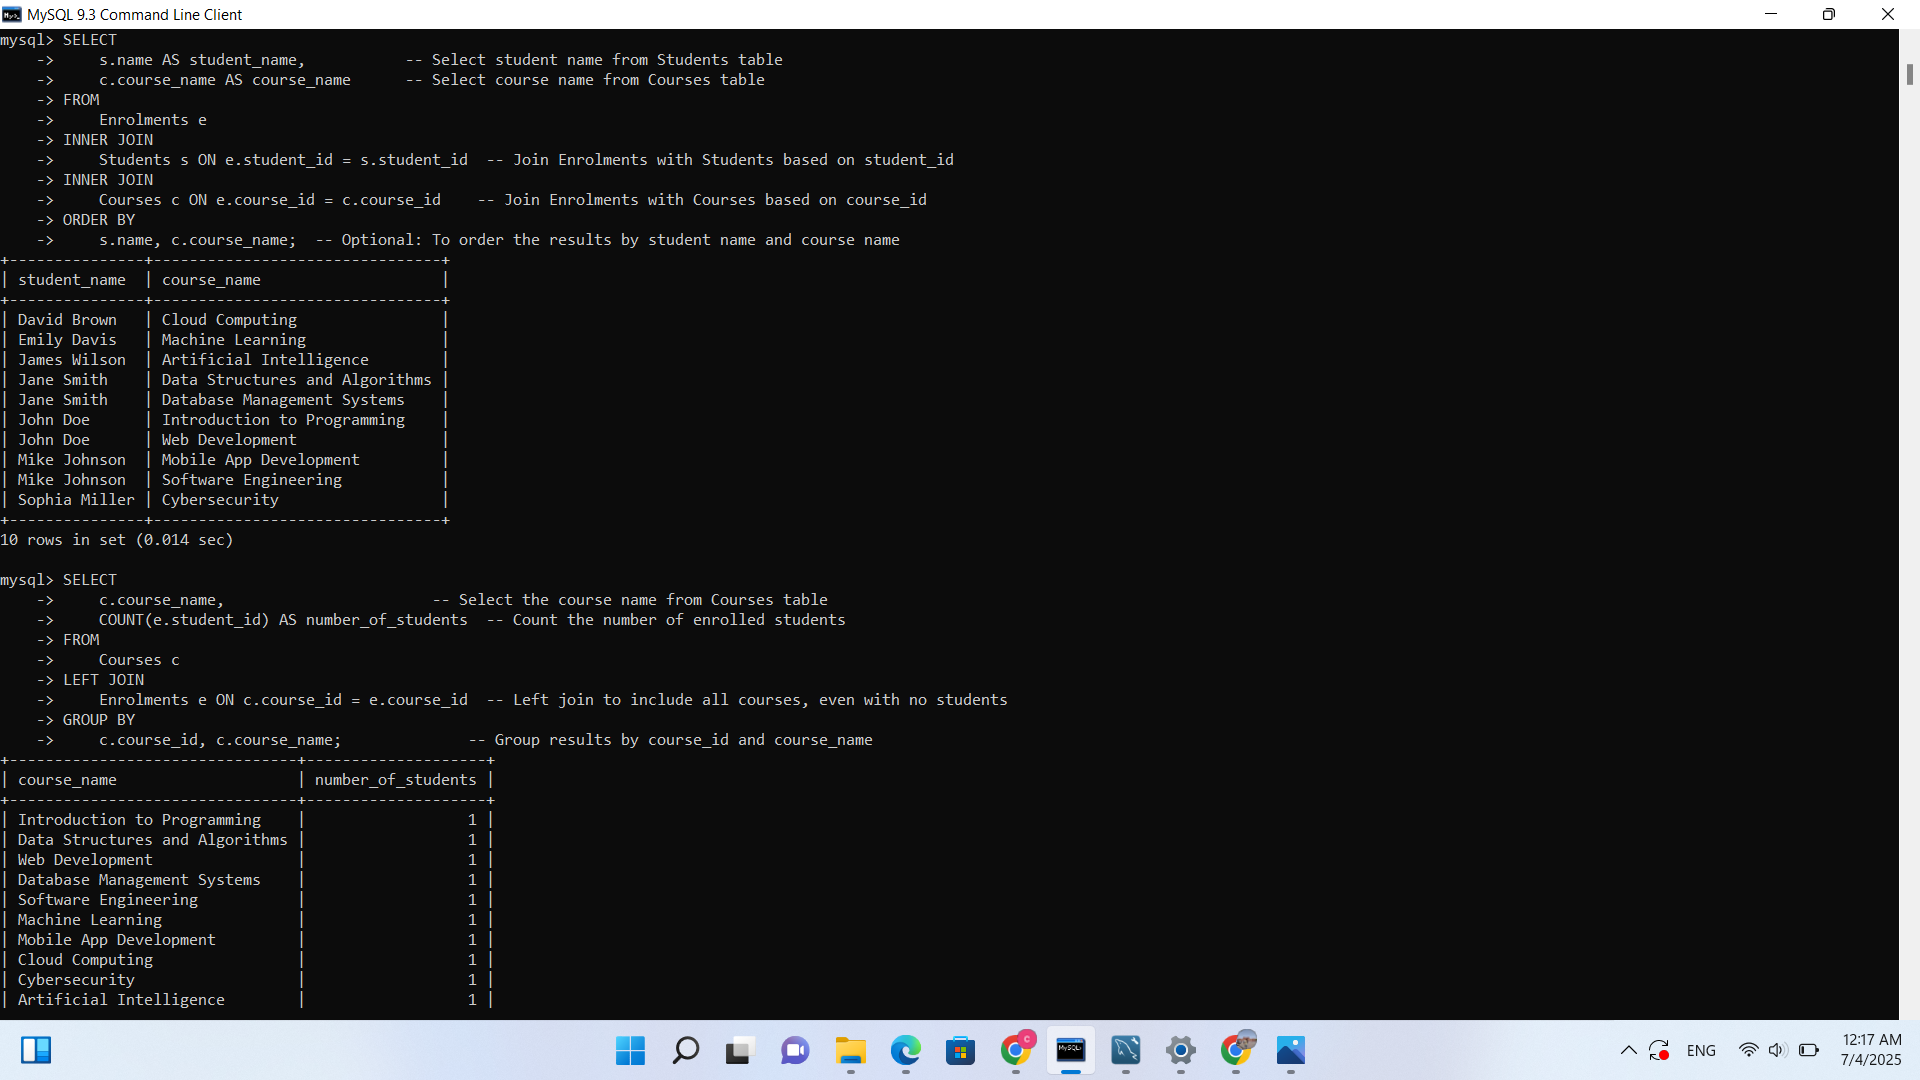 MySQL 9.3 Command Line Client
mysql> SELECT
    ->     s.name AS student_name,           -- Select student name from Students table
    ->     c.course_name AS course_name      -- Select course name from Courses table
    -> FROM
    ->     Enrolments e
    -> INNER JOIN
    ->     Students s ON e.student_id = s.student_id  -- Join Enrolments with Students based on student_id
    -> INNER JOIN
    ->     Courses c ON e.course_id = c.course_id    -- Join Enrolments with Courses based on course_id
    -> ORDER BY
    ->     s.name, c.course_name;  -- Optional: To order the results by student name and course name
+---------------+--------------------------------+
| student_name  | course_name                    |
+---------------+--------------------------------+
| David Brown   | Cloud Computing                |
| Emily Davis   | Machine Learning               |
| James Wilson  | Artificial Intelligence        |
| Jane Smith    | Data Structures and Algorithms |
| Jane Smith    | Database Management Systems    |
| John Doe      | Introduction to Programming    |
| John Doe      | Web Development                |
| Mike Johnson  | Mobile App Development         |
| Mike Johnson  | Software Engineering           |
| Sophia Miller | Cybersecurity                  |
+---------------+--------------------------------+
10 rows in set (0.014 sec)
mysql> SELECT
    ->     c.course_name,                       -- Select the course name from Courses table
    ->     COUNT(e.student_id) AS number_of_students  -- Count the number of enrolled students
    -> FROM
    ->     Courses c
    -> LEFT JOIN
    ->     Enrolments e ON c.course_id = e.course_id  -- Left join to include all courses, even with no students
    -> GROUP BY
    ->     c.course_id, c.course_name;              -- Group results by course_id and course_name
+--------------------------------+--------------------+
| course_name                    | number_of_students |
+--------------------------------+--------------------+
| Introduction to Programming    |                  1 |
| Data Structures and Algorithms |                  1 |
| Web Development                |                  1 |
| Database Management Systems    |                  1 |
| Software Engineering           |                  1 |
| Machine Learning               |                  1 |
| Mobile App Development         |                  1 |
| Cloud Computing                |                  1 |
| Cybersecurity                  |                  1 |
| Artificial Intelligence        |                  1 |
C
MySQL
ENG
12:17 AM
7/4/2025